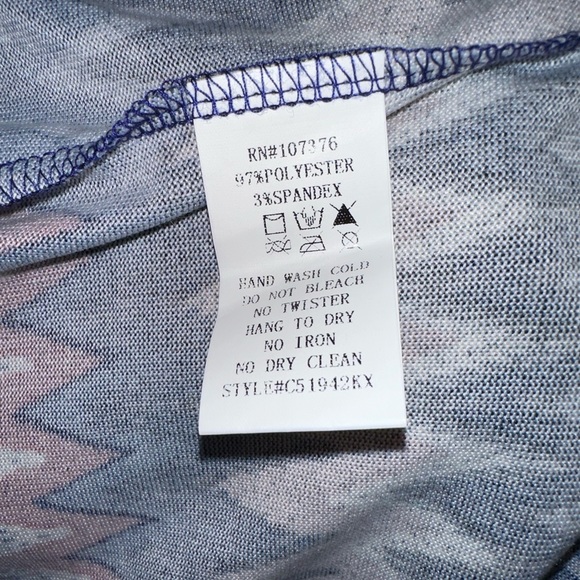 RN#107376
97%POLYESTER
3%SPANDEX
HAND WASH COLD
DO NOT BLEACH
NO TWISTER
HANG TO DRY
NO IRON
NO DRY CLEAN
STYLE#C51942KX